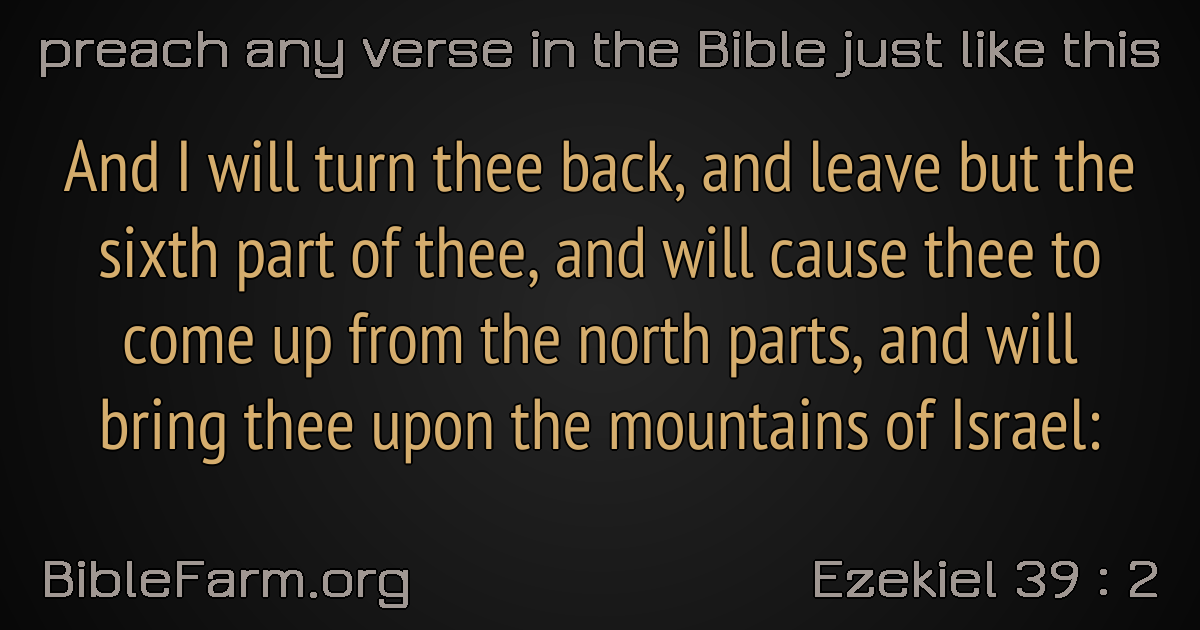 preach any verse in the Bible just like this
And I will turn thee back, and leave but the
sixth part of thee, and will cause thee to
come up from the north parts, and will
bring thee upon the mountains of Israel:
BibleFarm.org
Ezekiel 39 : 2